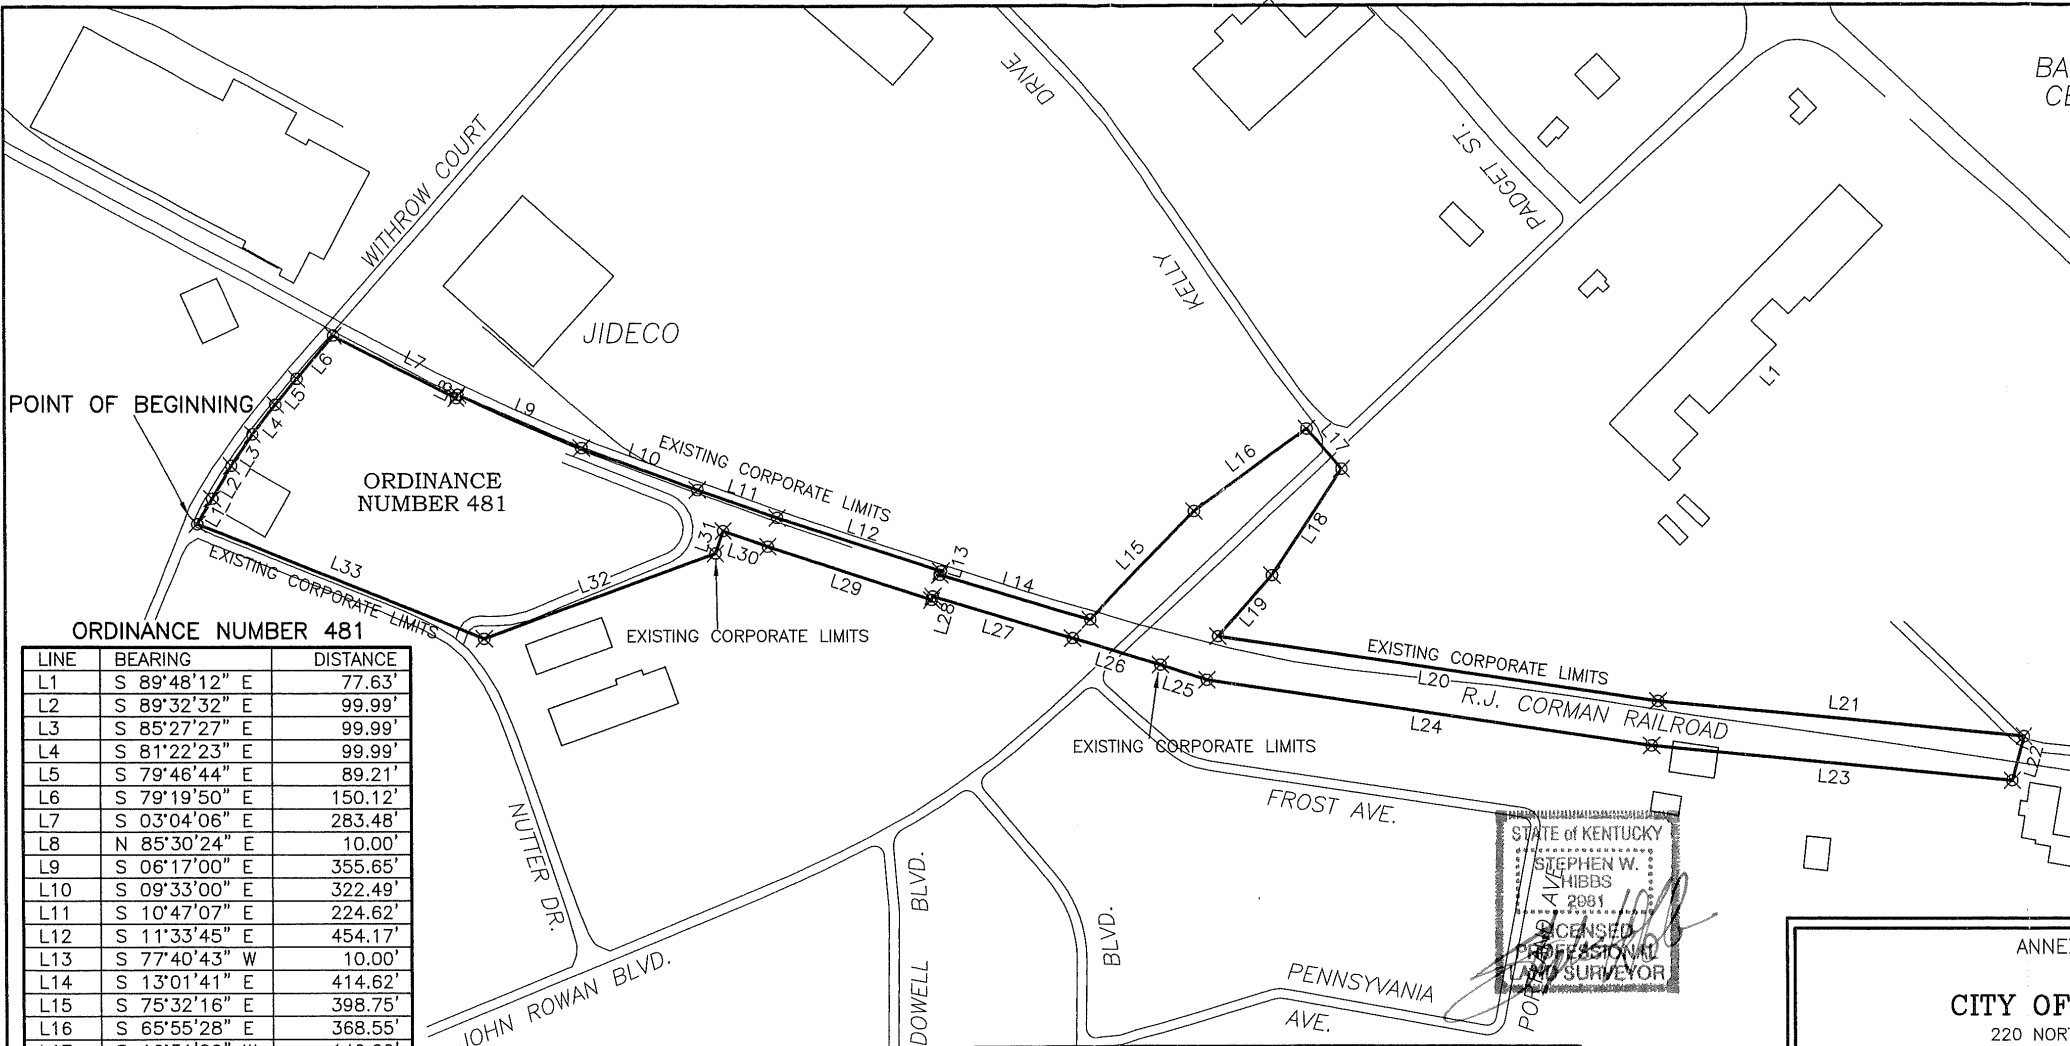 BA
CE
DRIVE
KELLY
PADGET ST.
WITHROW COURT
JIDECO
L1
POINT OF BEGINNING
ORDINANCE
NUMBER 481
L1
L2
L3
L4
L5
L6
L7
L8
L9
L10
EXISTING CORPORATE LIMITS
L11
L12
L13
L14
L15
L16
L17
L18
L19
EXISTING CORPORATE LIMITS
L20
R.J. CORMAN RAILROAD
L21
L22
L23
L24
L25
L26
L27
L28
L29
L30
L31
L32
L33
EXISTING CORPORATE LIMITS
EXISTING CORPORATE LIMITS
EXISTING CORPORATE LIMITS
FROST AVE.
NUTTER DR.
JOHN ROWAN BLVD.
DOWELL BLVD.
BLVD.
PENNSYVANIA
AVE.
PORTLAND AVE
STATE of KENTUCKY
STEPHEN W.
HIBBS
2981
LICENSED
PROFESSIONAL
LAND SURVEYOR
ORDINANCE NUMBER 481
LINE BEARING DISTANCE
L1 S 89°48'12" E 77.63'
L2 S 89°32'32" E 99.99'
L3 S 85°27'27" E 99.99'
L4 S 81°22'23" E 99.99'
L5 S 79°46'44" E 89.21'
L6 S 79°19'50" E 150.12'
L7 S 03°04'06" E 283.48'
L8 N 85°30'24" E 10.00'
L9 S 06°17'00" E 355.65'
L10 S 09°33'00" E 322.49'
L11 S 10°47'07" E 224.62'
L12 S 11°33'45" E 454.17'
L13 S 77°40'43" W 10.00'
L14 S 13°01'41" E 414.62'
L15 S 75°32'16" E 398.75'
L16 S 65°55'28" E 368.55'
ANNE
CITY OF
220 NOR